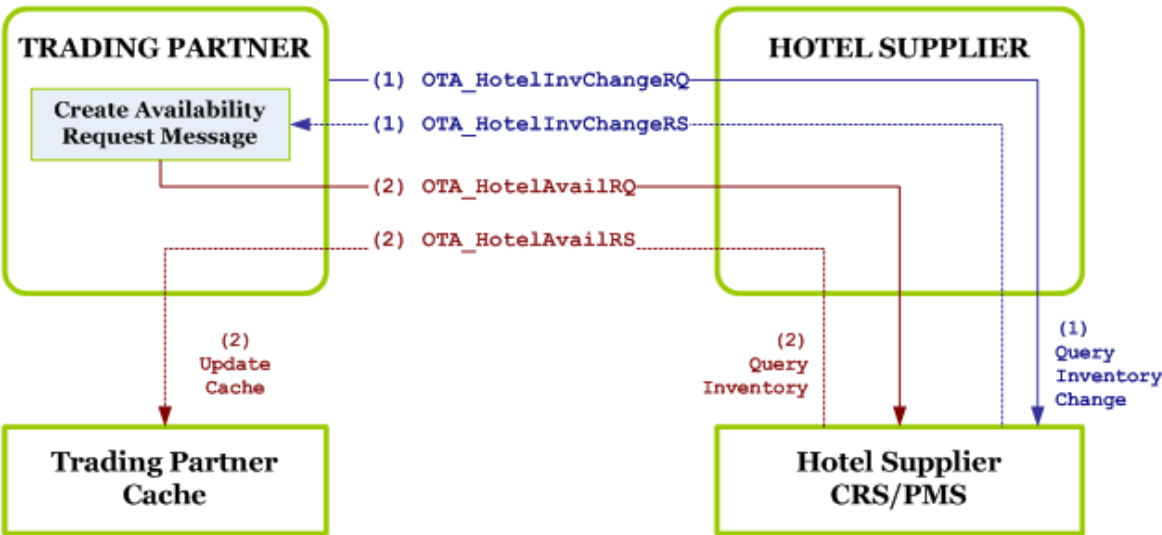 TRADING PARTNER
HOTEL SUPPLIER
(1) OTA_HotelInvChangeRQ
Create Availability
Request Message
(1) OTA_HotelInvChangeRS
(2) OTA_HotelAvailRQ
(2) OTA_HotelAvailRS
(2)
Update
Cache
(2)
Query
Inventory
(1)
Query
Inventory
Change
Trading Partner
Cache
Hotel Supplier
CRS/PMS